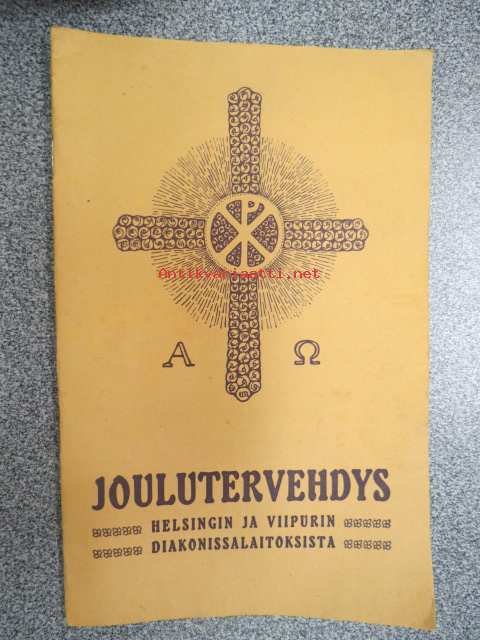 Antikvariaatti.net
Α Ω
JOULUTERVEHDYS
HELSINGIN JA VIIPURIN
DIAKONISSALAITOKSISTA